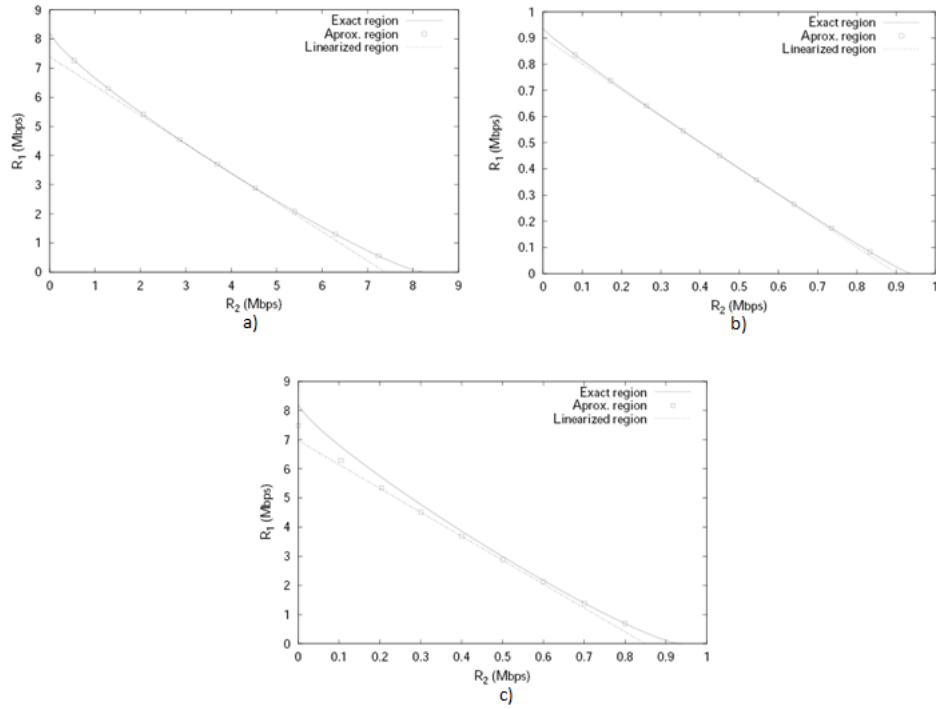 9
8
7
6
5
4
3
2
1
0
R1 (Mbps)
Exact region
Aprox. region
Linearized region
0 1 2 3 4 5 6 7 8 9
R2 (Mbps)
a)
1
0.9
0.8
0.7
0.6
0.5
0.4
0.3
0.2
0.1
0
R1 (Mbps)
Exact region
Aprox. region
Linearized region
0 0.1 0.2 0.3 0.4 0.5 0.6 0.7 0.8 0.9 1
R2 (Mbps)
b)
9
8
7
6
5
4
3
2
1
0
R1 (Mbps)
Exact region
Aprox. region
Linearized region
0 0.1 0.2 0.3 0.4 0.5 0.6 0.7 0.8 0.9 1
R2 (Mbps)
c)